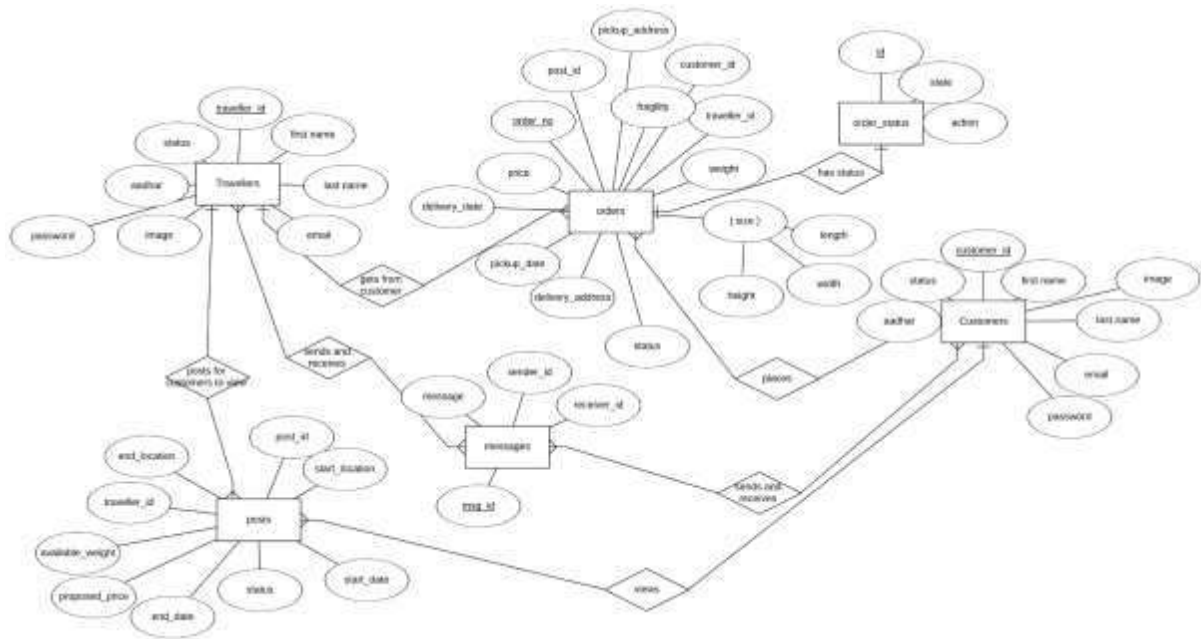 pickup_address
id
post_id
customer_id
state
traveller_id
fragility
order_status
action
status
first name
order_no
traveller_id
aadhar
Travellers
last name
price
weight
has status
delivery_date
orders
( size )
length
password
image
email
pickup_date
customer_id
gets from
customer
delivery_address
height
width
status
first name
image
aadhar
Customers
last name
status
sends and
receives
posts for
customers to view
sender_id
places
email
message
receiver_id
password
end_location
post_id
messages
start_location
traveller_id
msg_id
sends and
receives
posts
available_weight
proposed_price
status
start_date
end_date
views